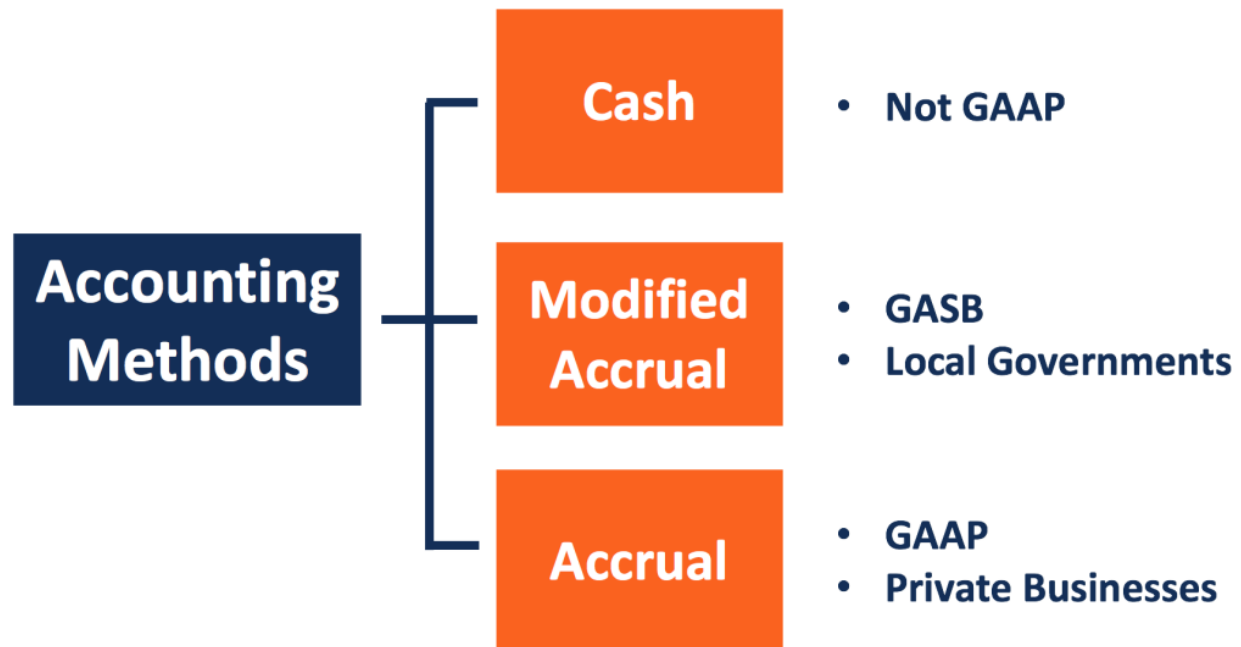 Cash
• Not GAAP
Accounting
Methods
Modified
Accrual
• GASB
• Local Governments
Accrual
• GAAP
• Private Businesses